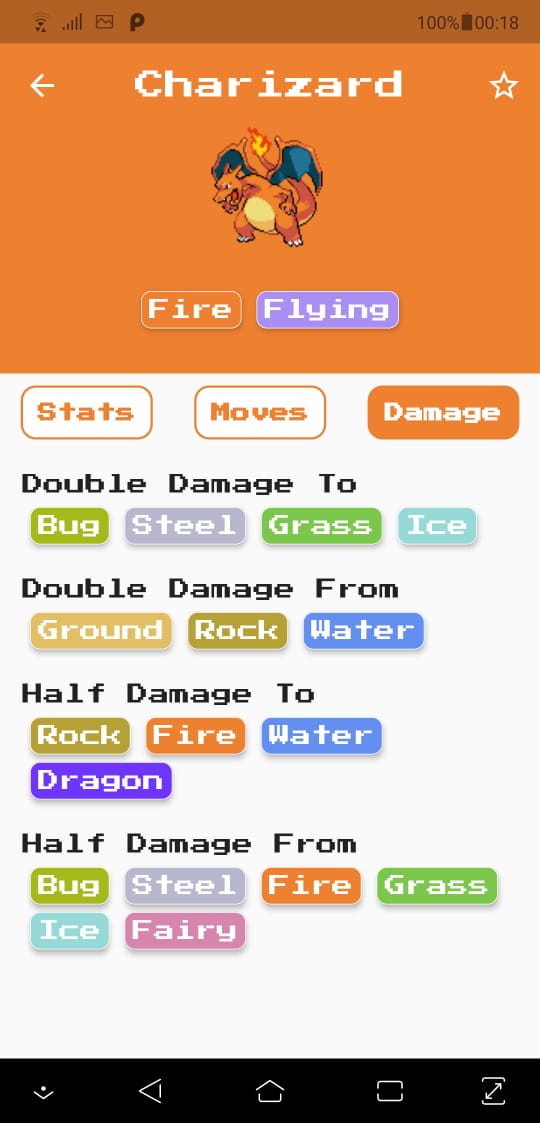 100% 00:18
Charizard
Fire Flying
Stats Moves Damage
Double Damage To
Bug Steel Grass Ice
Double Damage From
Ground Rock Water
Half Damage To
Rock Fire Water
Dragon
Half Damage From
Bug Steel Fire Grass
Ice Fairy